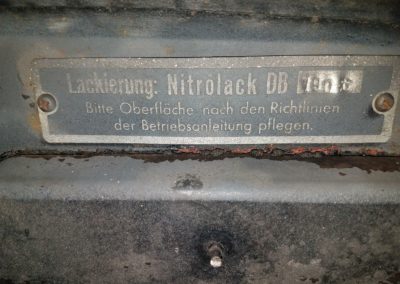 Lackierung: Nitrolack DB
Bitte Oberfläche nach den Richtlinien
der Betriebsanleitung pflegen.